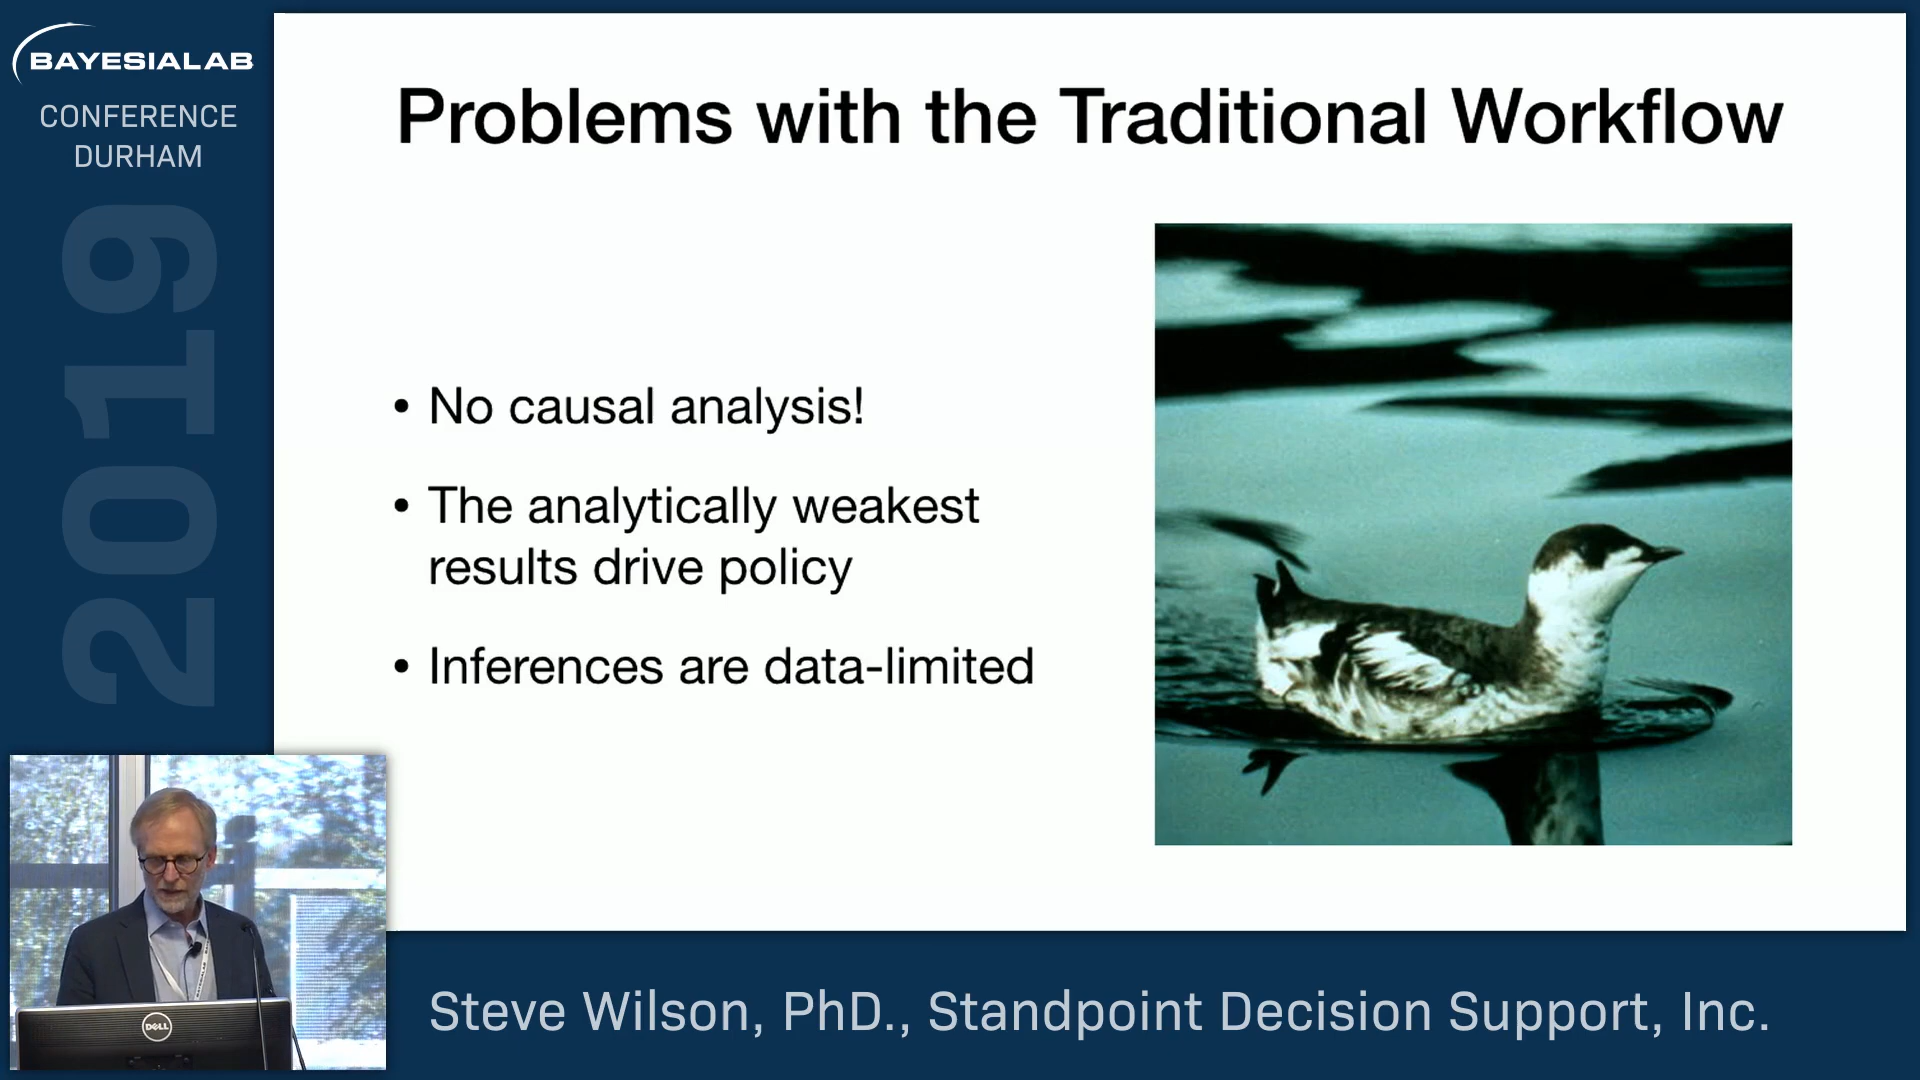 BAYESIALAB
CONFERENCE
DURHAM
2019
Problems with the Traditional Workflow
• No causal analysis!
• The analytically weakest
results drive policy
• Inferences are data-limited
DELL
Steve Wilson, PhD., Standpoint Decision Support, Inc.